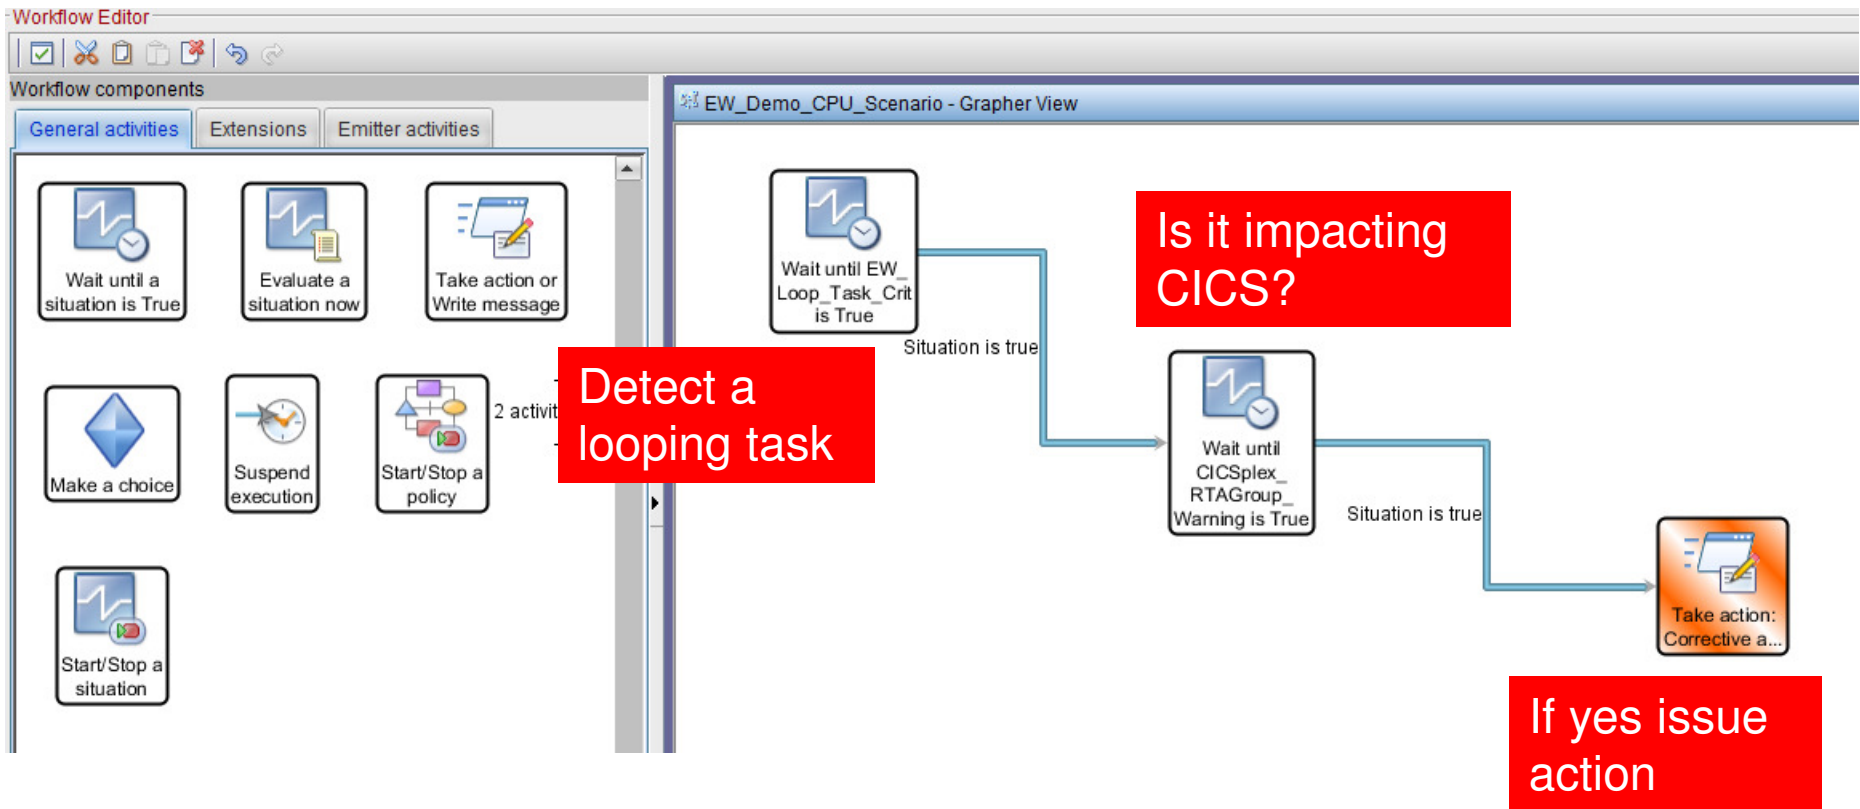 Workflow Editor
Workflow components
General activities
Extensions
Emitter activities
Wait until a
situation is True
Evaluate a
situation now
Take action or
Write message
Make a choice
Suspend
execution
Start/Stop a
policy
2 activit
Start/Stop a
situation
Detect a
looping task
EW_Demo_CPU_Scenario - Grapher View
Wait until EW_
Loop_Task_Crit
is True
Situation is true
Is it impacting
CICS?
Wait until
CICSplex_
RTAGroup_
Warning is True
Situation is true
Take action:
Corrective a...
If yes issue
action